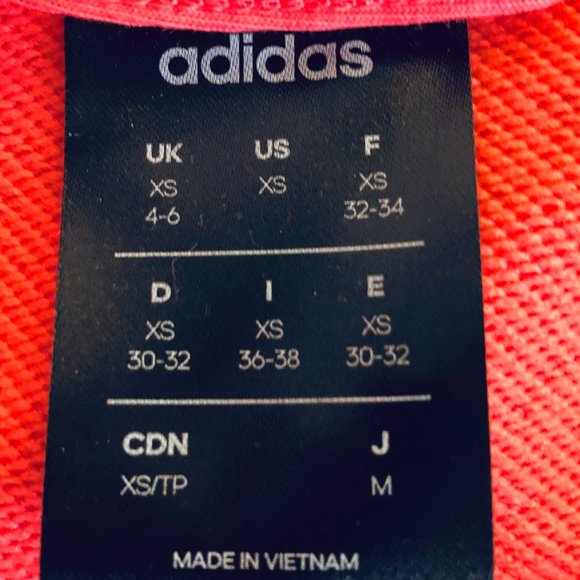 adidas
UK US F
XS XS XS
4-6 32-34
D I E
XS XS XS
30-32 36-38 30-32
CDN J
XS/TP M
MADE IN VIETNAM